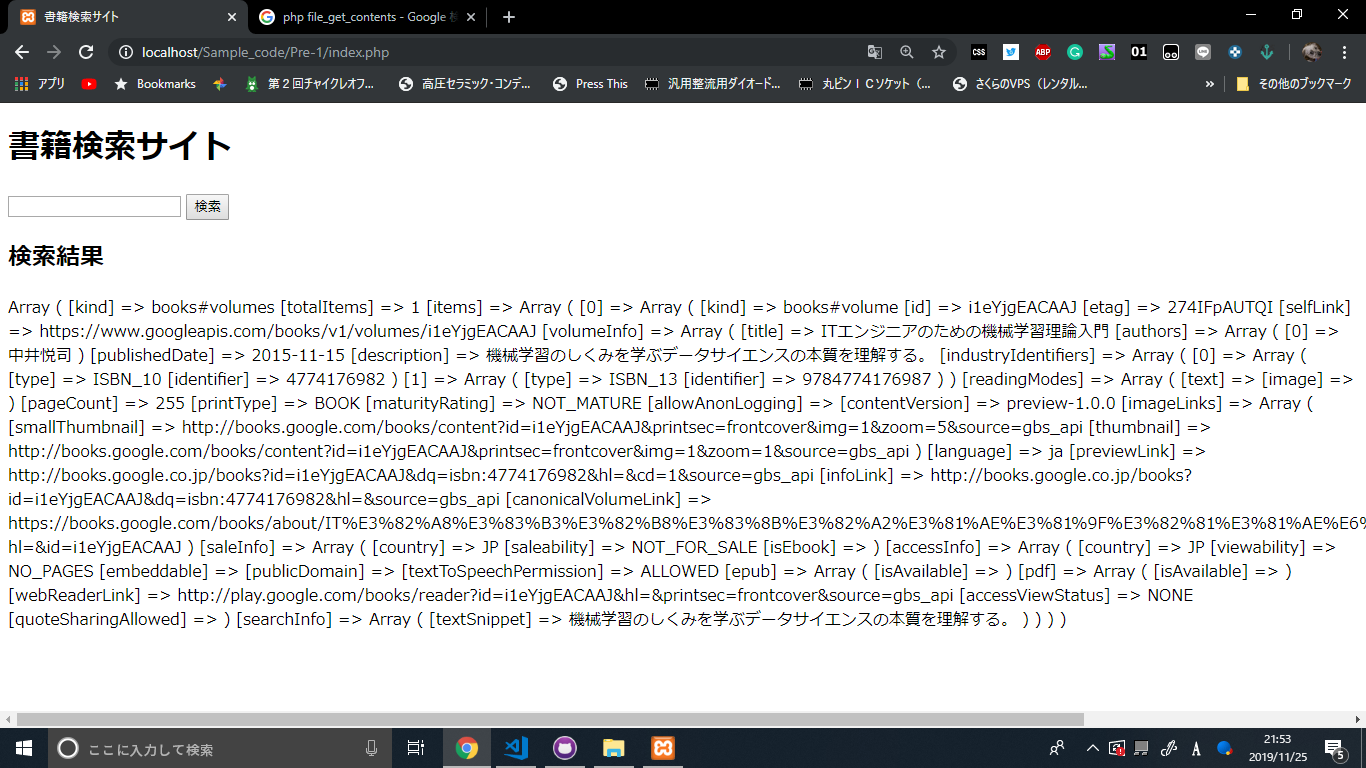 書籍検索サイト
php file_get_contents - Google
localhost/Sample_code/Pre-1/index.php
アプリ
Bookmarks
第２回チャイクレオフ...
高圧セラミック・コンデ...
Press This
汎用整流用ダイオード...
丸ピンＩＣソケット（...
さくらのVPS（レンタル...
»
その他のブックマーク
書籍検索サイト
検索
検索結果
Array ( [kind] => books#volumes [totalItems] => 1 [items] => Array ( [0] => Array ( [kind] => books#volume [id] => i1eYjgEACAAJ [etag] => 274IFpAUTQI [selfLink]
=> https://www.googleapis.com/books/v1/volumes/i1eYjgEACAAJ [volumeInfo] => Array ( [title] => ITエンジニアのための機械学習理論入門 [authors] => Array ( [0] =>
中井悦司 ) [publishedDate] => 2015-11-15 [description] => 機械学習のしくみを学ぶデータサイエンスの本質を理解する。 [industryIdentifiers] => Array ( [0] => Array (
[type] => ISBN_10 [identifier] => 4774176982 ) [1] => Array ( [type] => ISBN_13 [identifier] => 9784774176987 ) ) [readingModes] => Array ( [text] => [image] =>
) [pageCount] => 255 [printType] => BOOK [maturityRating] => NOT_MATURE [allowAnonLogging] => [contentVersion] => preview-1.0.0 [imageLinks] => Array (
[smallThumbnail] => http://books.google.com/books/content?id=i1eYjgEACAAJ&printsec=frontcover&img=1&zoom=5&source=gbs_api [thumbnail] =>
http://books.google.com/books/content?id=i1eYjgEACAAJ&printsec=frontcover&img=1&zoom=1&source=gbs_api ) [language] => ja [previewLink] =>
http://books.google.co.jp/books?id=i1eYjgEACAAJ&dq=isbn:4774176982&hl=&cd=1&source=gbs_api [infoLink] => http://books.google.co.jp/books?
id=i1eYjgEACAAJ&dq=isbn:4774176982&hl=&source=gbs_api [canonicalVolumeLink] =>
https://books.google.com/books/about/IT%E3%82%A8%E3%83%B3%E3%82%B8%E3%83%8B%E3%82%A2%E3%81%AE%E3%81%9F%E3%82%81%E3%81%AE%E6%
hl=&id=i1eYjgEACAAJ ) [saleInfo] => Array ( [country] => JP [saleability] => NOT_FOR_SALE [isEbook] => ) [accessInfo] => Array ( [country] => JP [viewability] =>
NO_PAGES [embeddable] => [publicDomain] => [textToSpeechPermission] => ALLOWED [epub] => Array ( [isAvailable] => ) [pdf] => Array ( [isAvailable] => )
[webReaderLink] => http://play.google.com/books/reader?id=i1eYjgEACAAJ&hl=&printsec=frontcover&source=gbs_api [accessViewStatus] => NONE
[quoteSharingAllowed] => ) [searchInfo] => Array ( [textSnippet] => 機械学習のしくみを学ぶデータサイエンスの本質を理解する。 ) ) ) )
ここに入力して検索
A
21:53
2019/11/25
5